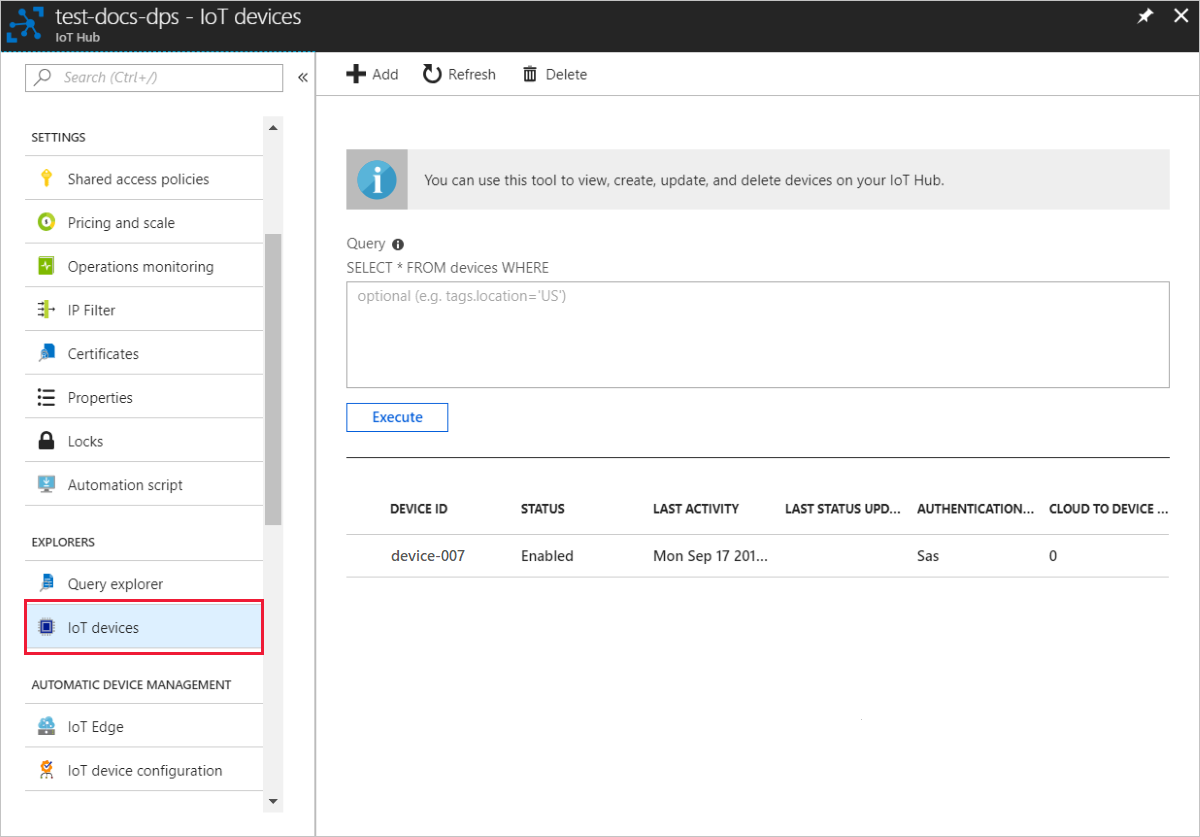 test-docs-dps - IoT devices
IoT Hub
Search (Ctrl+/)
«
SETTINGS
Shared access policies
Pricing and scale
Operations monitoring
IP Filter
Certificates
Properties
Locks
Automation script
EXPLORERS
Query explorer
IoT devices
AUTOMATIC DEVICE MANAGEMENT
IoT Edge
IoT device configuration
Add Refresh Delete
You can use this tool to view, create, update, and delete devices on your IoT Hub.
Query
SELECT * FROM devices WHERE
optional (e.g. tags.location='US')
Execute
DEVICE ID STATUS LAST ACTIVITY LAST STATUS UPD... AUTHENTICATION... CLOUD TO DEVICE ...
device-007 Enabled Mon Sep 17 201... Sas 0